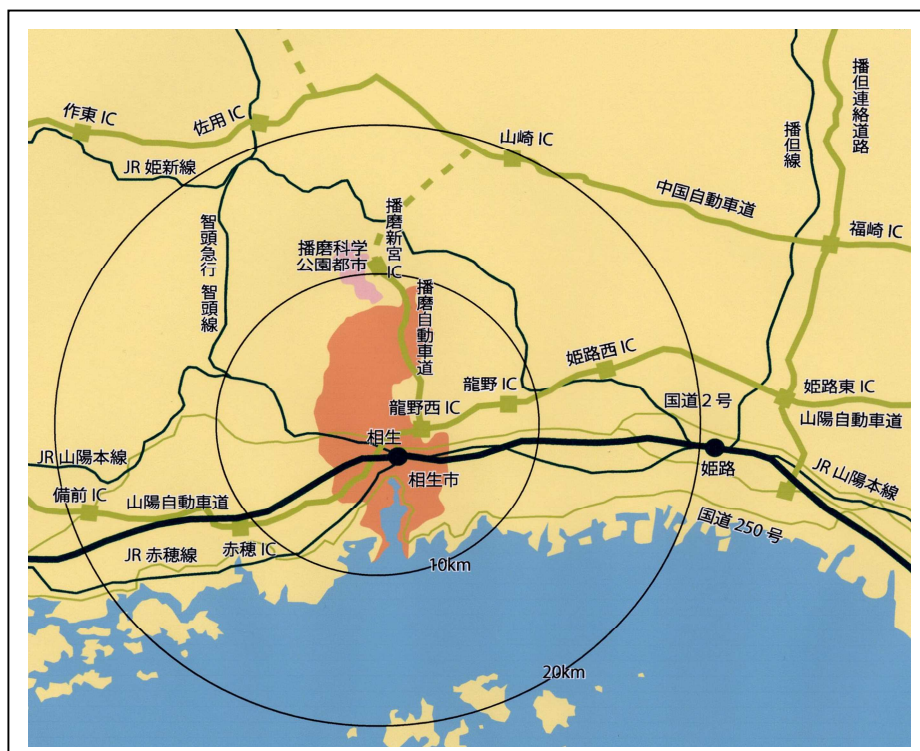 作東 IC
佐用 IC
山崎 IC
播但線
播但連絡道路
JR 姫新線
中国自動車道
福崎 IC
智頭急行 智頭線
播磨科学
公園都市
播磨新宮
IC
播磨自動車道
姫路西 IC
龍野 IC
姫路東 IC
国道2号
山陽自動車道
龍野西 IC
相生
JR 山陽本線
相生市
姫路
JR 山陽本線
備前 IC
山陽自動車道
国道 250 号
JR 赤穂線
赤穂 IC
10km
20km